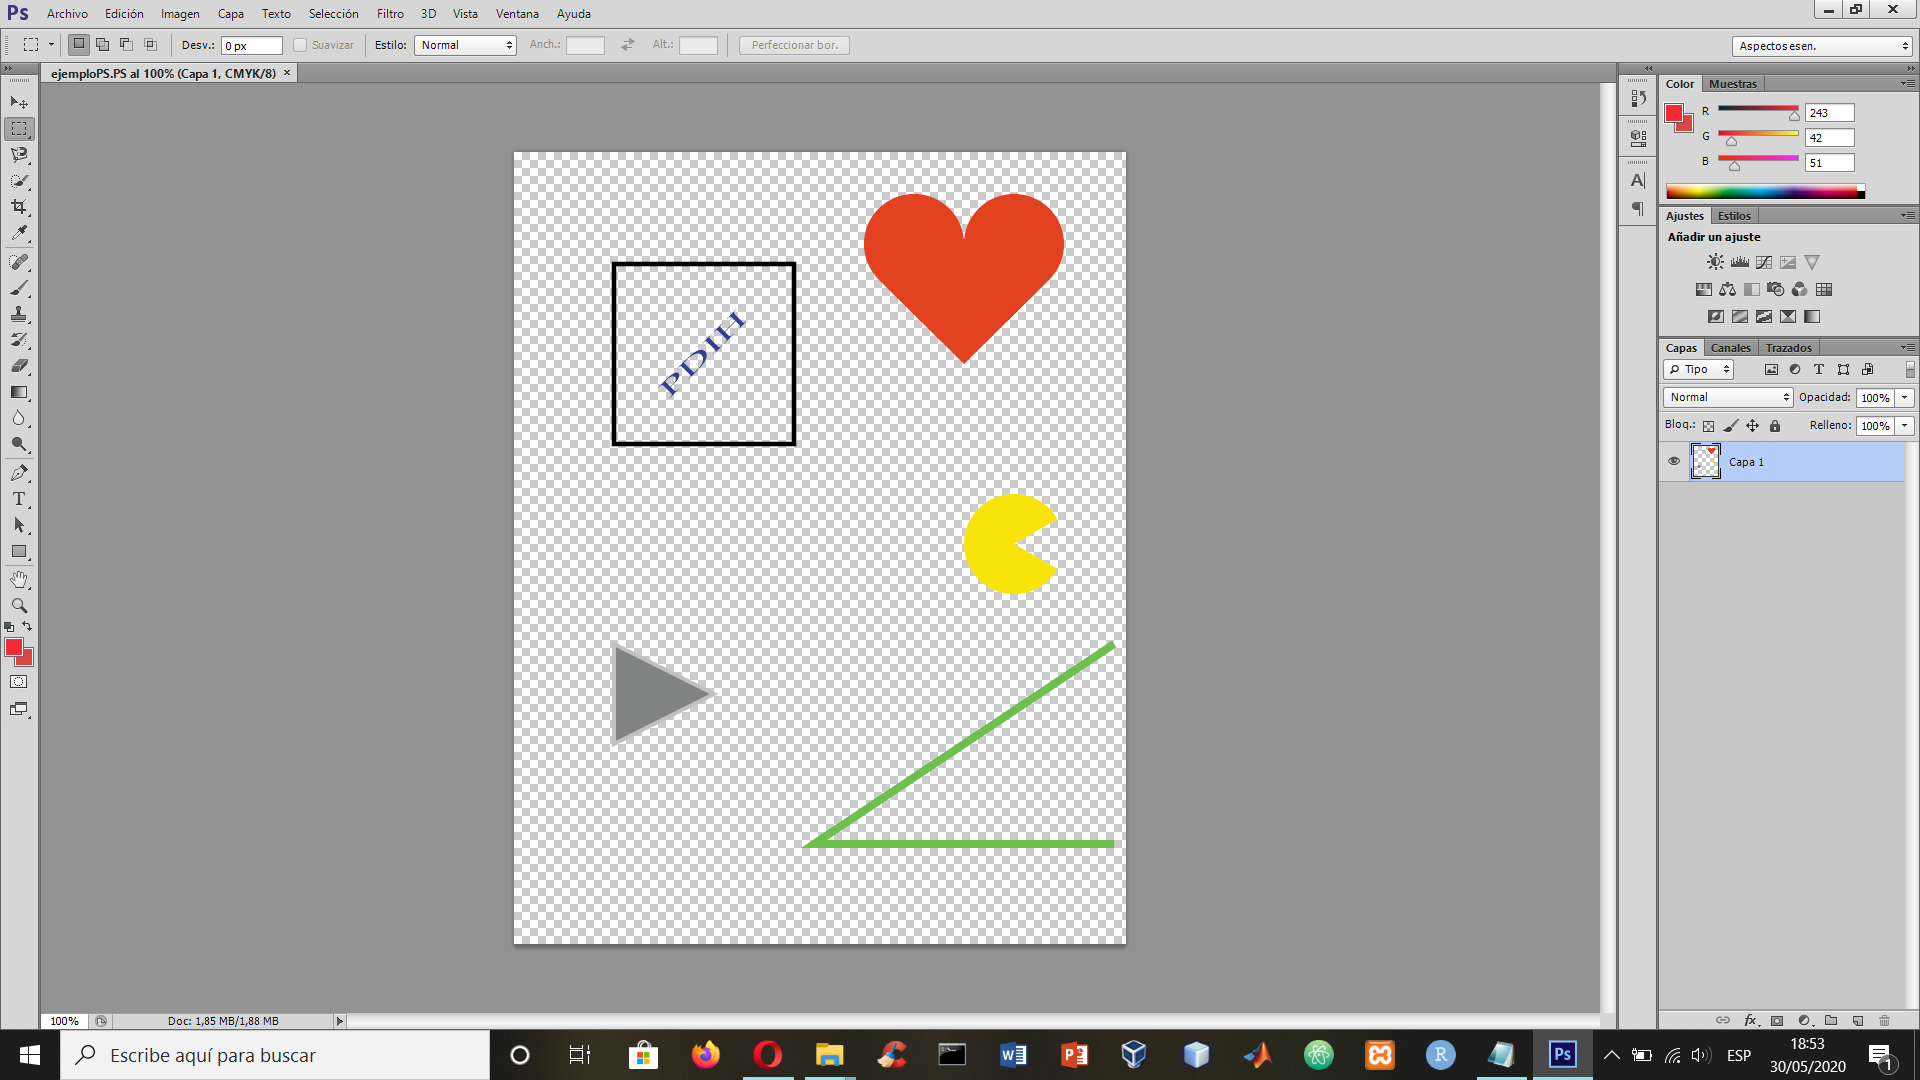 Ps Archivo Edición Imagen Capa Texto Selección Filtro 3D Vista Ventana Ayuda
Desv.: 0 px Suavizar Estilo: Normal Anch.: Alt.: Perfeccionar bor. Aspectos esen.
ejemploPS.PS al 100% (Capa 1, CMYK/8) ×
Color Muestras
R 243
G 42
B 51
Ajustes Estilos
Añadir un ajuste
PDIH
Capas Canales Trazados
Tipo
Normal Opacidad: 100%
Bloq.: Relleno: 100%
Capa 1
100% Doc: 1,85 MB/1,88 MB
Escribe aquí para buscar
ESP
18:53
30/05/2020
1